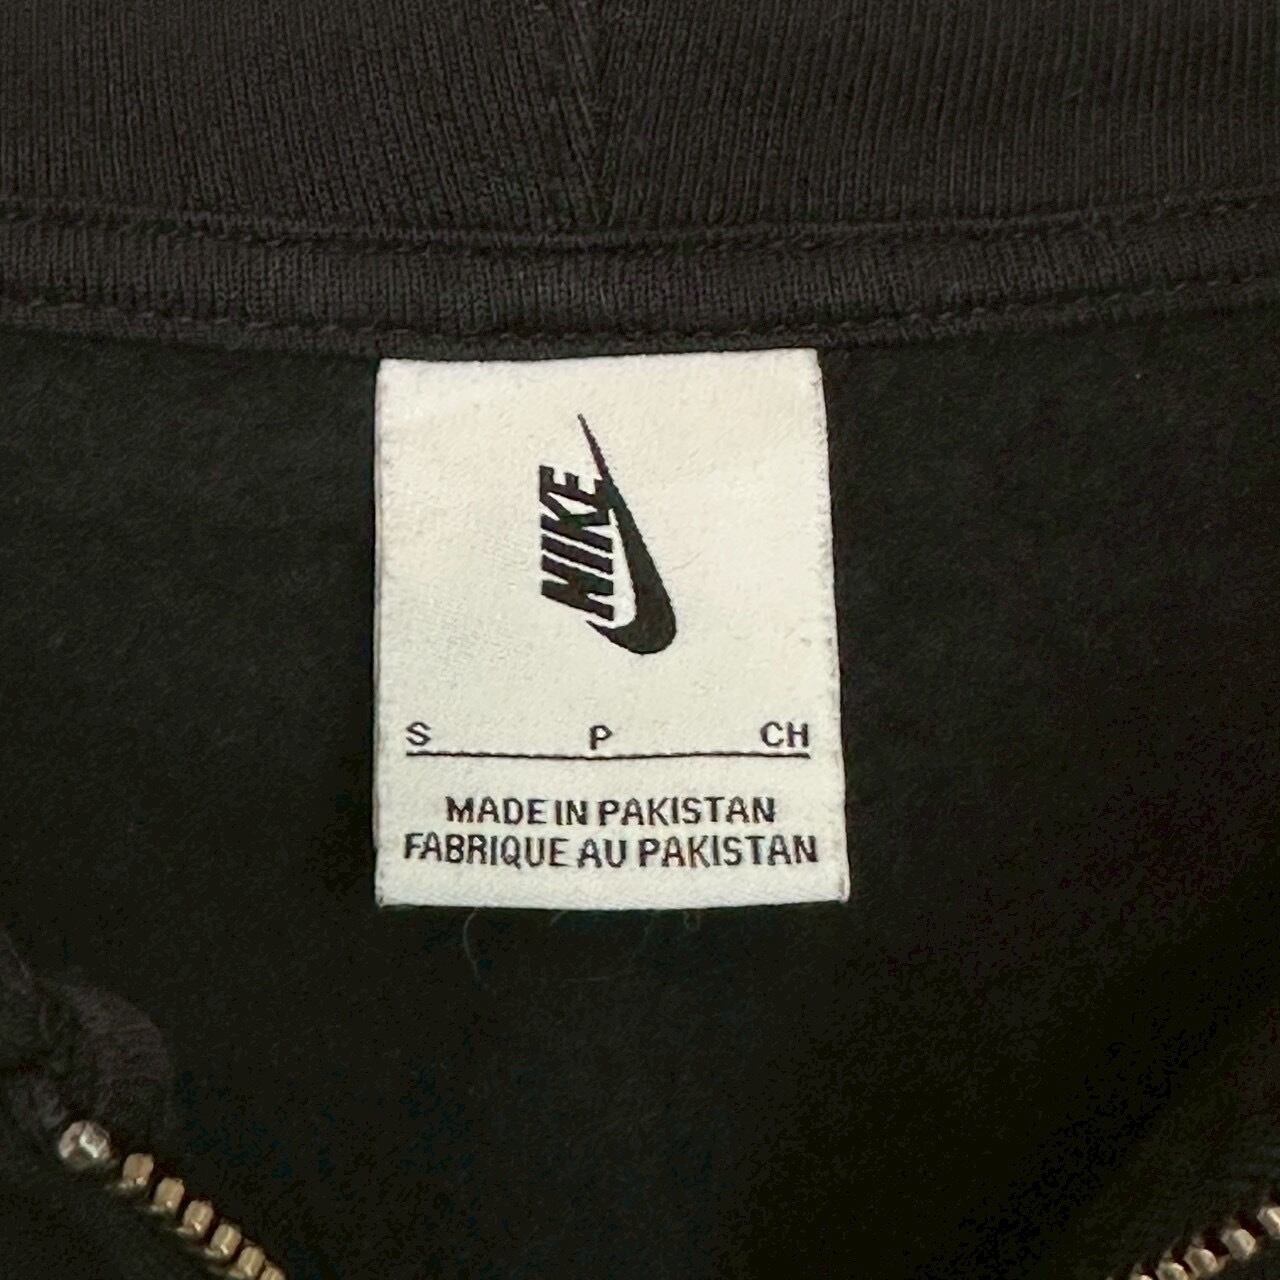 NIKE
S P CH
MADE IN PAKISTAN
FABRIQUE AU PAKISTAN